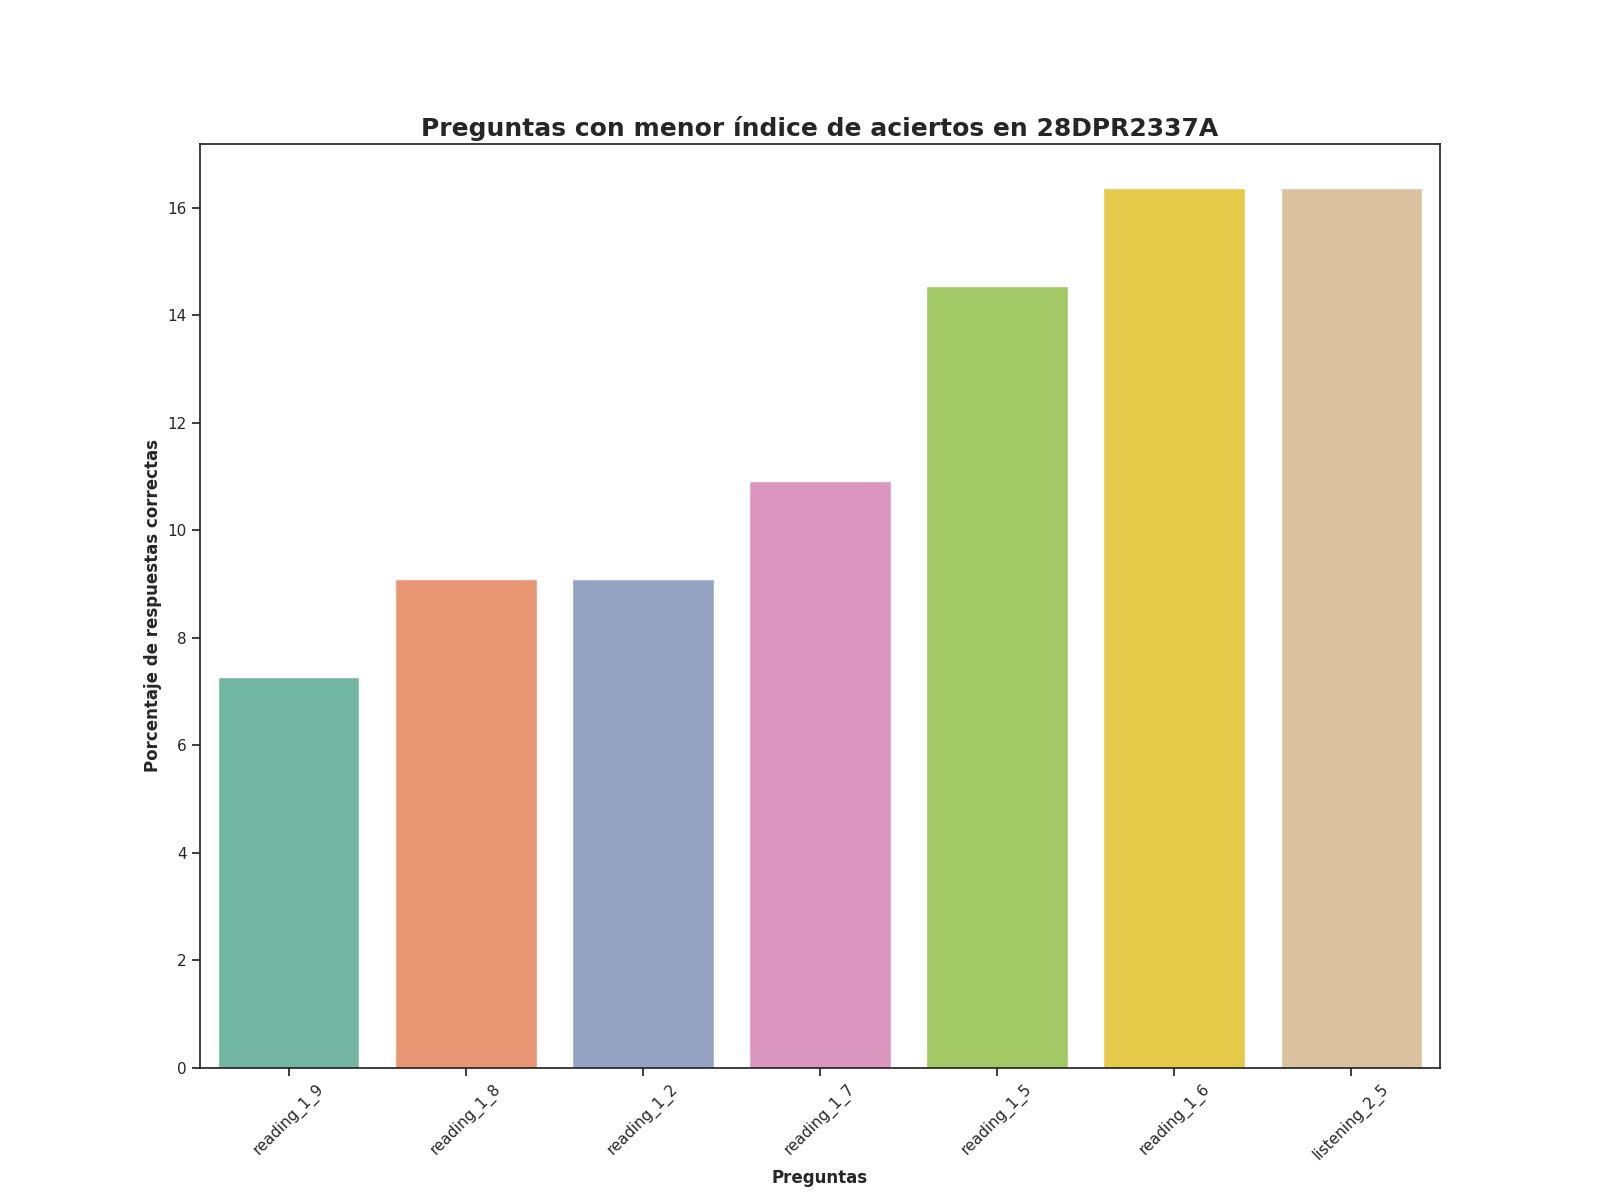 Preguntas con menor índice de aciertos en 28DPR2337A
Porcentaje de respuestas correctas
16
14
12
10
8
6
4
2
0
reading_1_9
reading_1_8
reading_1_2
reading_1_7
reading_1_5
reading_1_6
listening_2_5
Preguntas